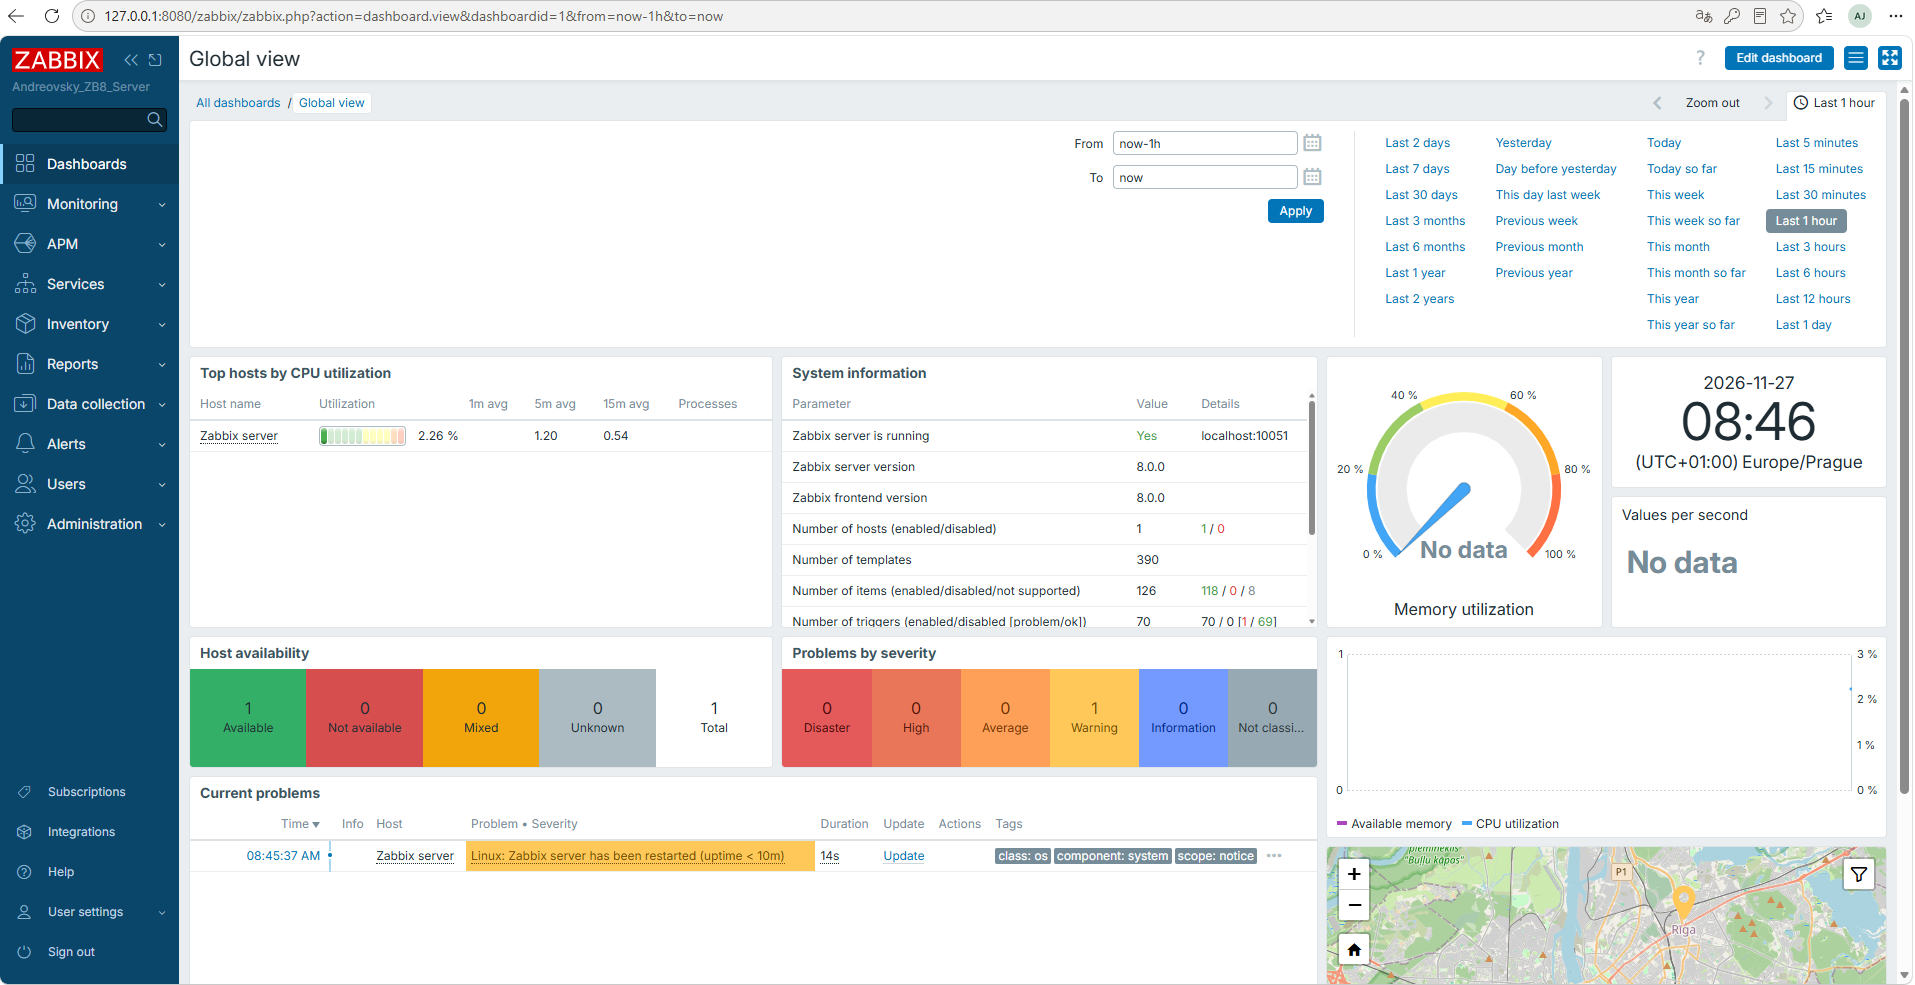 127.0.0.1:8080/zabbix/zabbix.php?action=dashboard.view&dashboardid=1&from=now-1h&to=now
AJ
ZABBIX
Andreovsky_ZB8_Server
Dashboards
Monitoring
APM
Services
Inventory
Reports
Data collection
Alerts
Users
Administration
Subscriptions
Integrations
Help
User settings
Sign out
Global view
? Edit dashboard
All dashboards / Global view
Zoom out
Last 1 hour
From now-1h
To now
Apply
Last 2 days Yesterday Today Last 5 minutes
Last 7 days Day before yesterday Today so far Last 15 minutes
Last 30 days This day last week This week Last 30 minutes
Last 3 months Previous week This week so far Last 1 hour
Last 6 months Previous month This month Last 3 hours
Last 1 year Previous year This month so far Last 6 hours
Last 2 years This year Last 12 hours
This year so far Last 1 day
Top hosts by CPU utilization
Host name Utilization 1m avg 5m avg 15m avg Processes
Zabbix server 2.26 % 1.20 0.54
System information
Parameter Value Details
Zabbix server is running Yes localhost:10051
Zabbix server version 8.0.0
Zabbix frontend version 8.0.0
Number of hosts (enabled/disabled) 1 1 / 0
Number of templates 390
Number of items (enabled/disabled/not supported) 126 118 / 0 / 8
Number of triggers (enabled/disabled [problem/ok]) 70 70 / 0 [1 / 69]
40 % 60 %
20 % 80 %
0 % No data 100 %
Memory utilization
2026-11-27
08:46
(UTC+01:00) Europe/Prague
Values per second
No data
Host availability
1 Available
0 Not available
0 Mixed
0 Unknown
1 Total
Problems by severity
0 Disaster
0 High
0 Average
1 Warning
0 Information
0 Not classi...
1 3 %
2 %
1 %
0 0 %
Available memory CPU utilization
Current problems
Time Info Host Problem • Severity Duration Update Actions Tags
08:45:37 AM Zabbix server Linux: Zabbix server has been restarted (uptime < 10m) 14s Update class: os component: system scope: notice
piemineklis
"Buļļu kāpas"
+
−
P1
Rīga